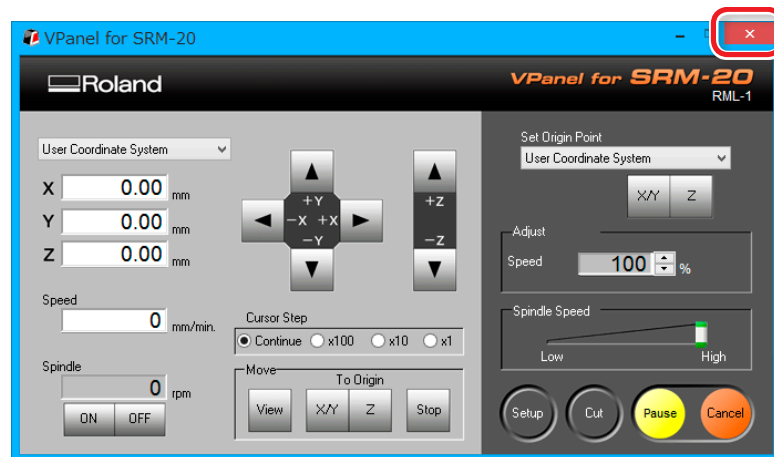 VPanel for SRM-20
Roland
VPanel for SRM-20
RML-1
User Coordinate System
X 0.00 mm
Y 0.00 mm
Z 0.00 mm
Speed
0 mm/min.
Spindle
0 rpm
ON OFF
+Y
-X +X
-Y
+Z
-Z
Cursor Step
Continue x100 x10 x1
Move
To Origin
View X/Y Z Stop
Set Origin Point
User Coordinate System
X/Y Z
Adjust
Speed 100 %
Spindle Speed
Low High
Setup Cut Pause Cancel